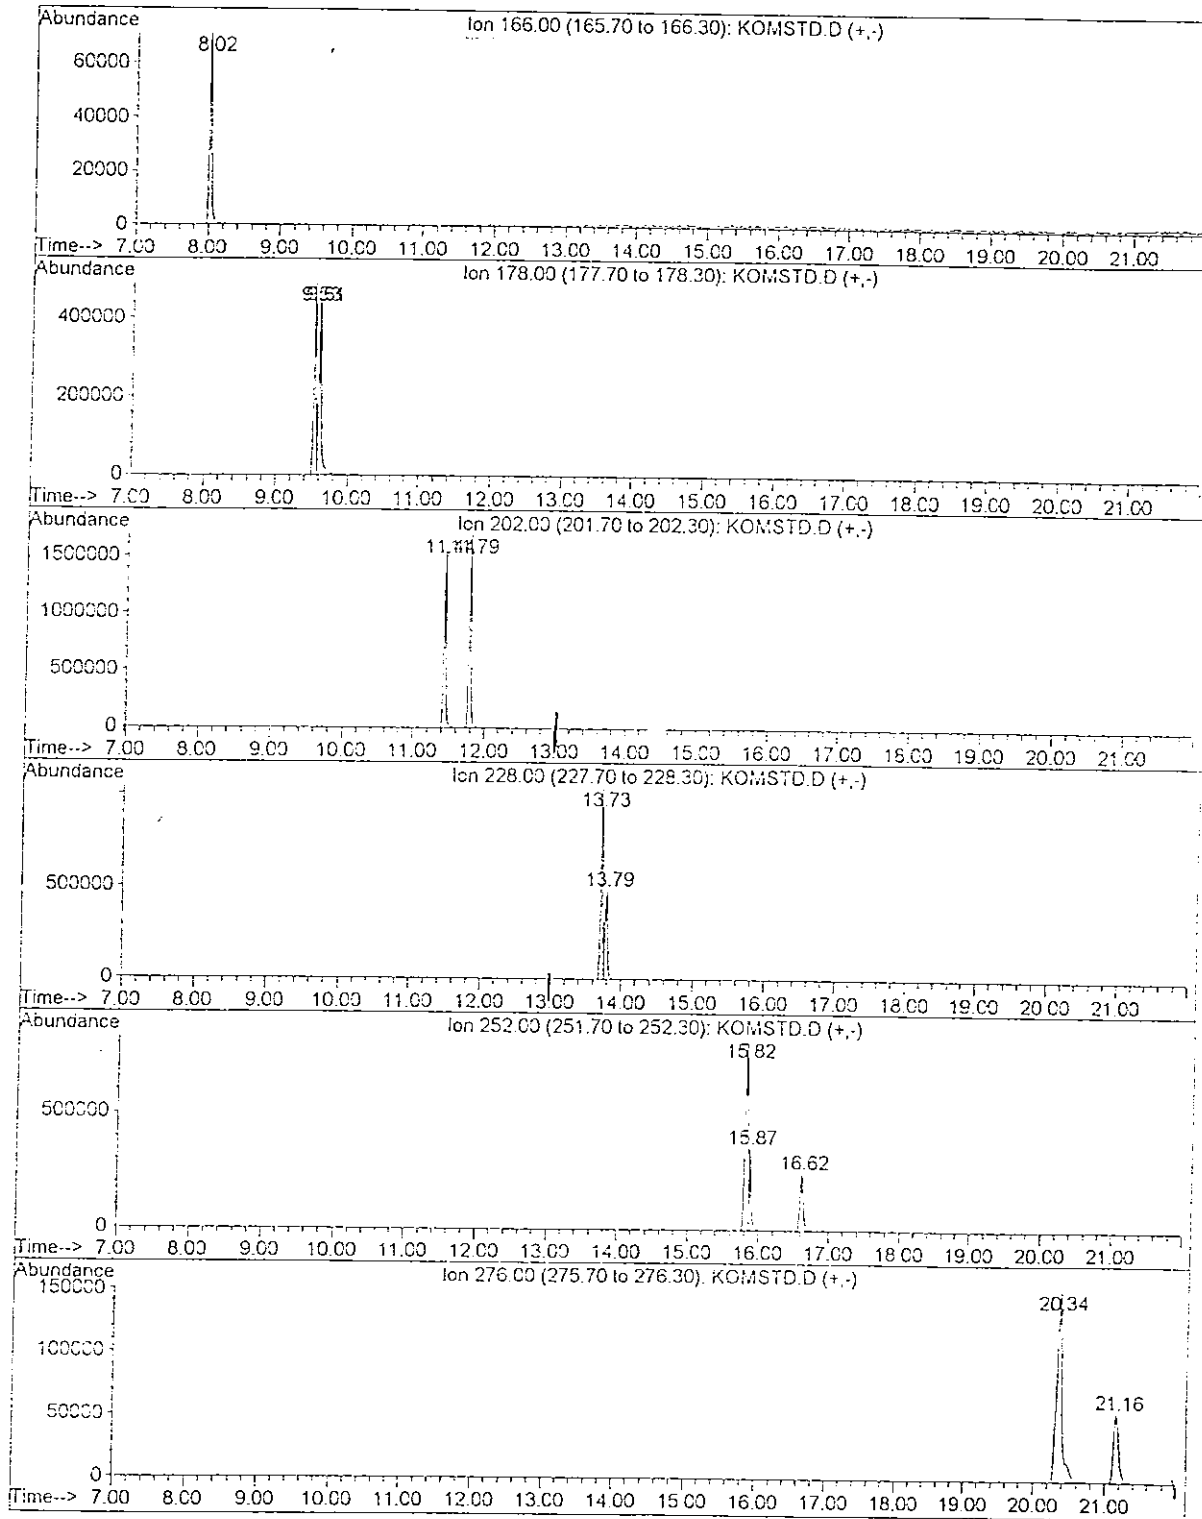 Abundance
Ion 166.00 (165.70 to 166.30): KOMSTD.D (+,-)
8.02
60000
40000
20000
0
Time--> 7.00 8.00 9.00 10.00 11.00 12.00 13.00 14.00 15.00 16.00 17.00 18.00 19.00 20.00 21.00
Abundance
Ion 178.00 (177.70 to 178.30): KOMSTD.D (+,-)
400000
200000
0
Time--> 7.00 8.00 9.00 10.00 11.00 12.00 13.00 14.00 15.00 16.00 17.00 18.00 19.00 20.00 21.00
Abundance
Ion 202.00 (201.70 to 202.30): KOMSTD.D (+,-)
11.79
1500000
1000000
500000
0
Time--> 7.00 8.00 9.00 10.00 11.00 12.00 13.00 14.00 15.00 16.00 17.00 18.00 19.00 20.00 21.00
Abundance
Ion 228.00 (227.70 to 228.30): KOMSTD.D (+,-)
13.73
500000
13.79
0
Time--> 7.00 8.00 9.00 10.00 11.00 12.00 13.00 14.00 15.00 16.00 17.00 18.00 19.00 20.00 21.00
Abundance
Ion 252.00 (251.70 to 252.30): KOMSTD.D (+,-)
15.82
500000
15.87
16.62
0
Time--> 7.00 8.00 9.00 10.00 11.00 12.00 13.00 14.00 15.00 16.00 17.00 18.00 19.00 20.00 21.00
Abundance
Ion 276.00 (275.70 to 276.30): KOMSTD.D (+,-)
150000
20.34
100000
50000
21.16
0
Time--> 7.00 8.00 9.00 10.00 11.00 12.00 13.00 14.00 15.00 16.00 17.00 18.00 19.00 20.00 21.00